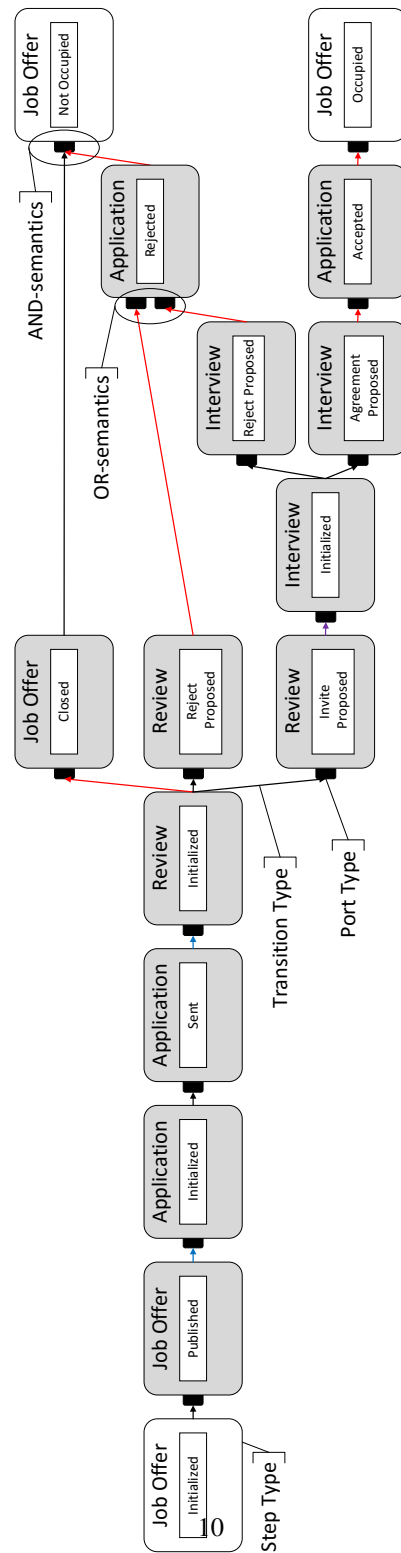 Job Offer
Initialized
Step Type
Job Offer
Published
Application
Initialized
Application
Sent
Review
Initialized
Transition Type
Port Type
Job Offer
Closed
Review
Reject
Proposed
Review
Invite
Proposed
Interview
Initialized
Interview
Reject Proposed
Interview
Agreement
Proposed
OR-semantics
Application
Rejected
Application
Accepted
AND-semantics
Job Offer
Not Occupied
Job Offer
Occupied
10